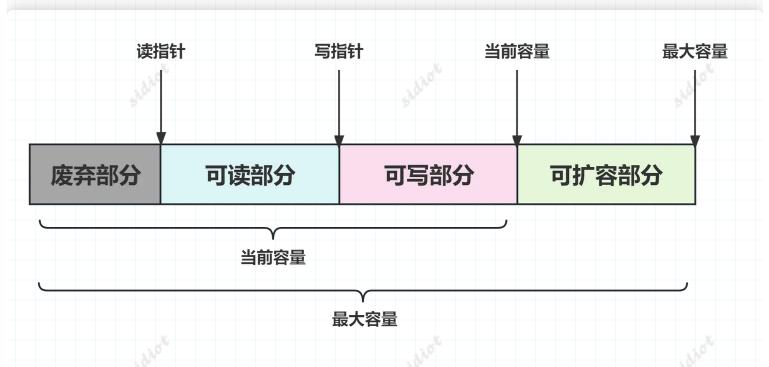 读指针 写指针 当前容量 最大容量
sidiot sidiot sidiot
废弃部分 可读部分 可写部分 可扩容部分
当前容量
最大容量
sidiot sidiot sidiot